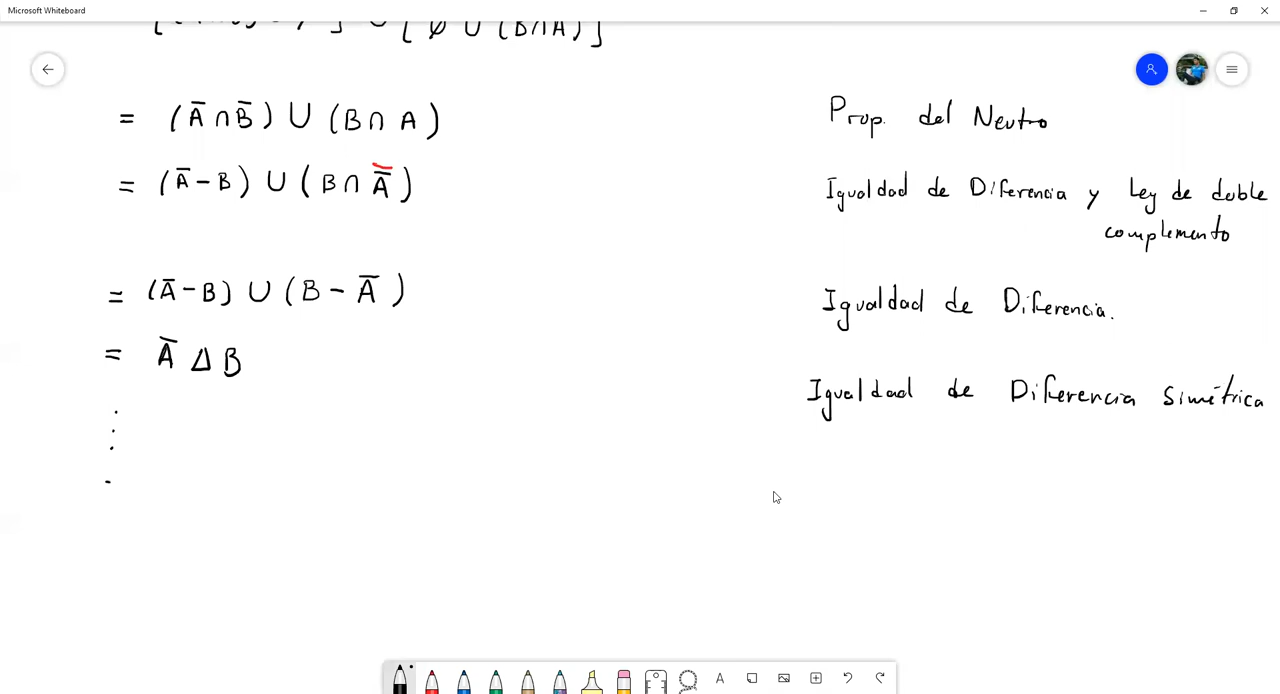 Microsoft Whiteboard
∅ ∪ (B∩A)]
= (A̅ ∩ B̅) ∪ (B ∩ A) Prop. del Neutro
= (A̅ - B) ∪ (B ∩ A̿) Igualdad de Diferencia y Ley de doble
complemento
= (A̅ - B) ∪ (B - A̅) Igualdad de Diferencia.
= A̅ Δ B Igualdad de Diferencia Simétrica